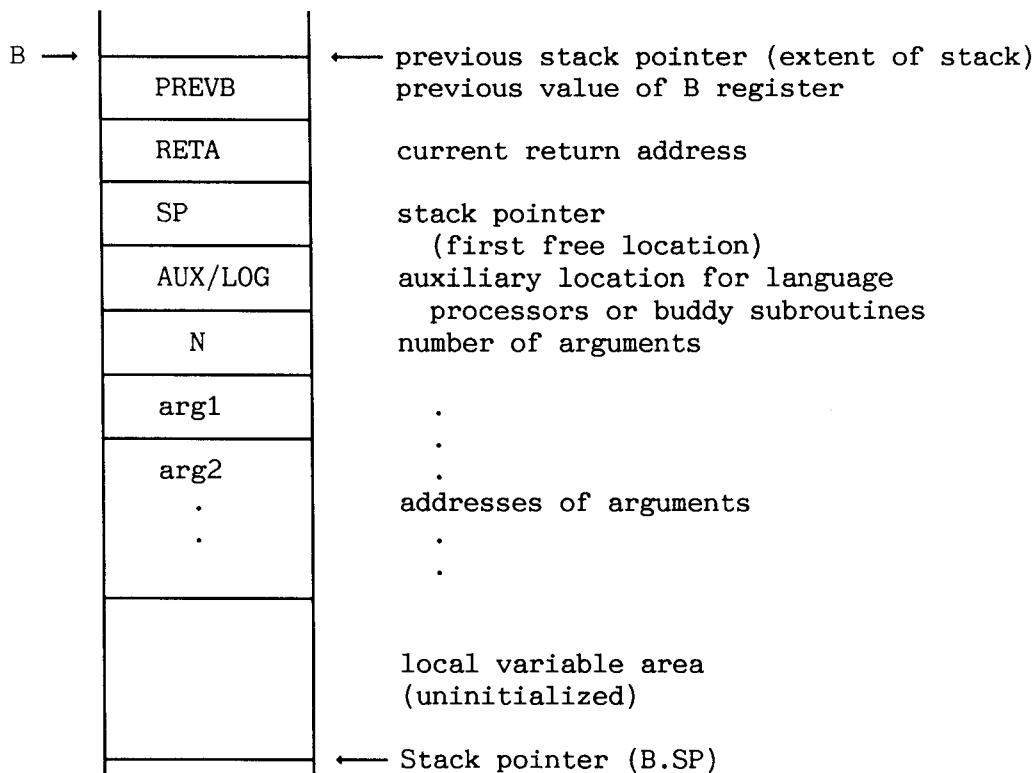 B → ← previous stack pointer (extent of stack)
PREVB previous value of B register
RETA current return address
SP stack pointer
(first free location)
AUX/LOG auxiliary location for language
processors or buddy subroutines
N number of arguments
arg1 .
.
arg2 .
. addresses of arguments
. .
.
local variable area
(uninitialized)
← Stack pointer (B.SP)